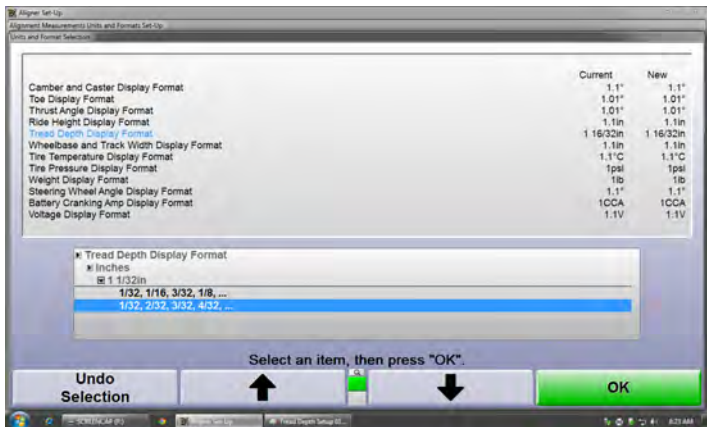 Aligner Set-Up
Alignment Measurements Units and Formats Set-Up
Units and Format Selection
Current New
Camber and Caster Display Format 1.1° 1.1°
Toe Display Format 1.01° 1.01°
Thrust Angle Display Format 1.01° 1.01°
Ride Height Display Format 1.1in 1.1in
Tread Depth Display Format 1 16/32in 1 16/32in
Wheelbase and Track Width Display Format 1.1in 1.1in
Tire Temperature Display Format 1.1°C 1.1°C
Tire Pressure Display Format 1psi 1psi
Weight Display Format 1lb 1lb
Steering Wheel Angle Display Format 1.1° 1.1°
Battery Cranking Amp Display Format 1CCA 1CCA
Voltage Display Format 1.1V 1.1V
Tread Depth Display Format
Inches
1 1/32in
1/32, 1/16, 3/32, 1/8, ...
1/32, 2/32, 3/32, 4/32, ...
Select an item, then press "OK".
Undo
Selection
OK
Aligner Set-Up
Tread Depth Setup